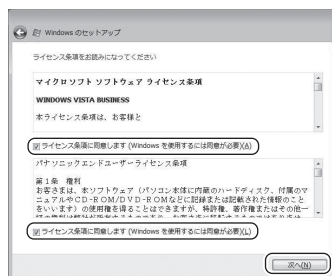 Windows のセットアップ
ライセンス条項をお読みになってください
マイクロソフト ソフトウェア ライセンス条項
WINDOWS VISTA BUSINESS
本ライセンス条項は、お客様と
ライセンス条項に同意します (Windows を使用するには同意が必要)(A)
パナソニックエンドユーザーライセンス条項
第1条 権利
お客さまは、本ソフトウェア（パソコン本体に内蔵のハードディスク、付属のマ
ニュアルやCD-ROM/DVD-ROMなどに記録または記載された情報のこと
をいいます）の使用権を得ることはできますが、特許権、著作権またはその他一
ライセンス条項に同意します (Windows を使用するには同意が必要)(L)
次へ(N)